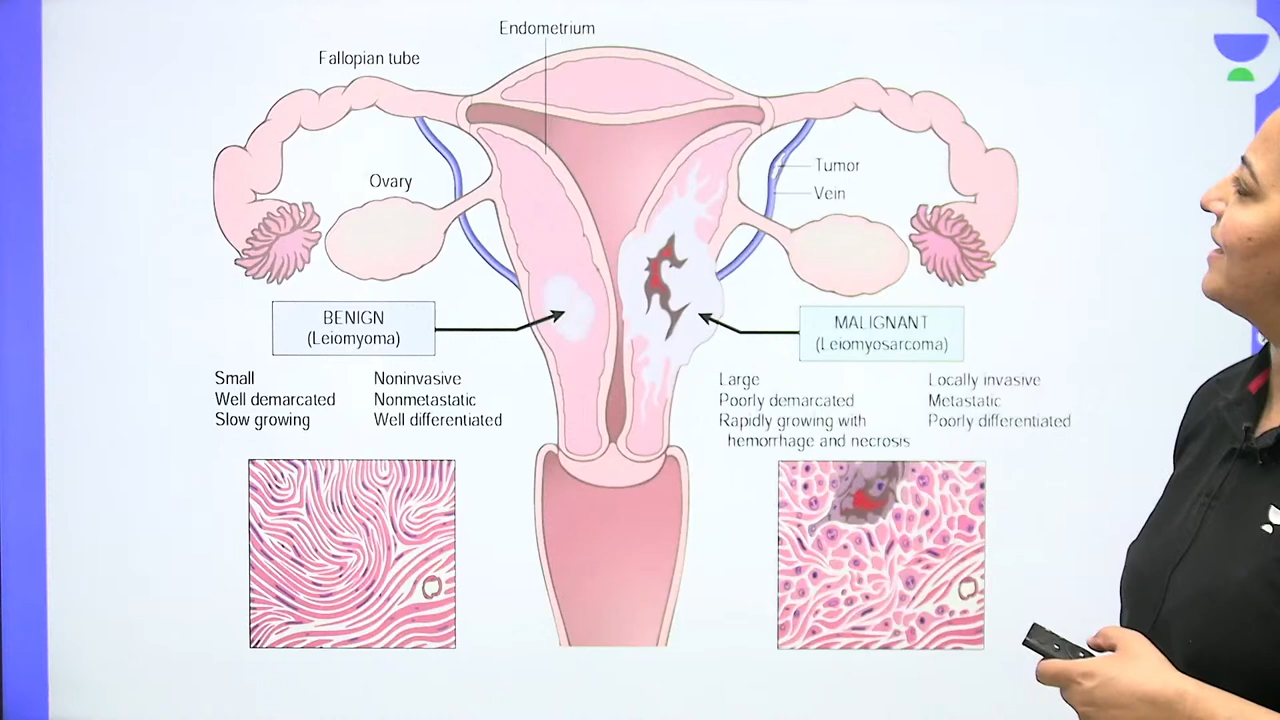 Endometrium
Fallopian tube
Ovary
Tumor
Vein
BENIGN
(Leiomyoma)
MALIGNANT
(Leiomyosarcoma)
Small
Well demarcated
Slow growing
Noninvasive
Nonmetastatic
Well differentiated
Large
Poorly demarcated
Rapidly growing with
hemorrhage and necrosis
Locally invasive
Metastatic
Poorly differentiated